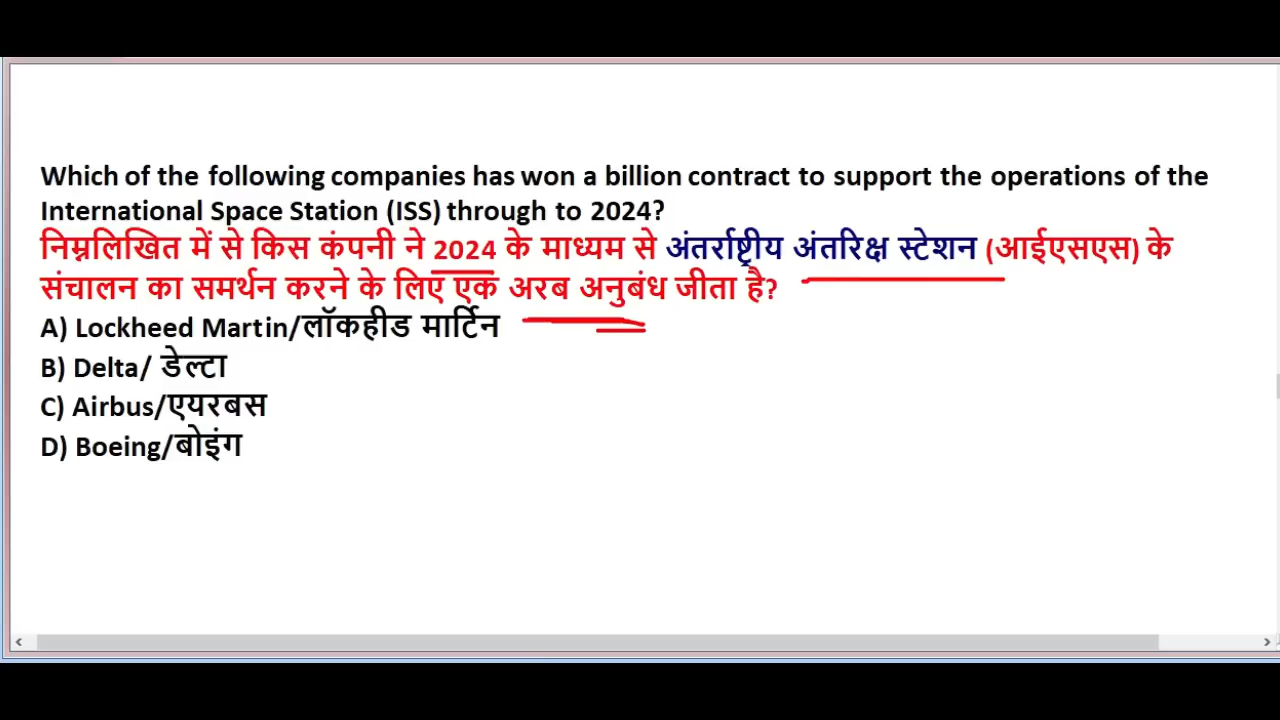 Which of the following companies has won a billion contract to support the operations of the
International Space Station (ISS) through to 2024?
निम्नलिखित में से किस कंपनी ने 2024 के माध्यम से अंतर्राष्ट्रीय अंतरिक्ष स्टेशन (आईएसएस) के
संचालन का समर्थन करने के लिए एक अरब अनुबंध जीता है?
A) Lockheed Martin/लॉकहीड मार्टिन
B) Delta/ डेल्टा
C) Airbus/एयरबस
D) Boeing/बोइंग